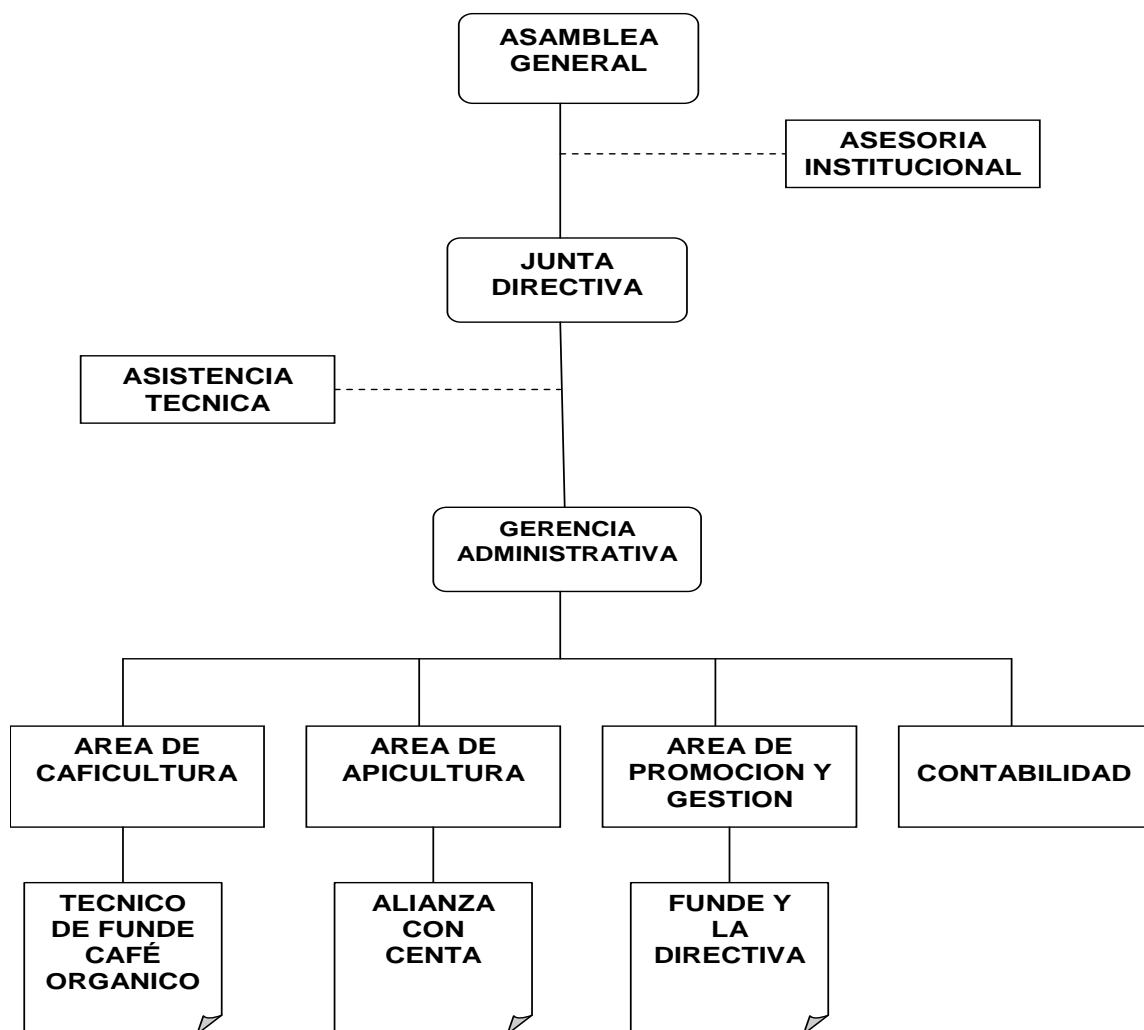 ASAMBLEA
GENERAL
ASESORIA
INSTITUCIONAL
JUNTA
DIRECTIVA
ASISTENCIA
TECNICA
GERENCIA
ADMINISTRATIVA
AREA DE
CAFICULTURA
AREA DE
APICULTURA
AREA DE
PROMOCION Y
GESTION
CONTABILIDAD
TECNICO
DE FUNDE
CAFÉ
ORGANICO
ALIANZA
CON
CENTA
FUNDE Y
LA
DIRECTIVA